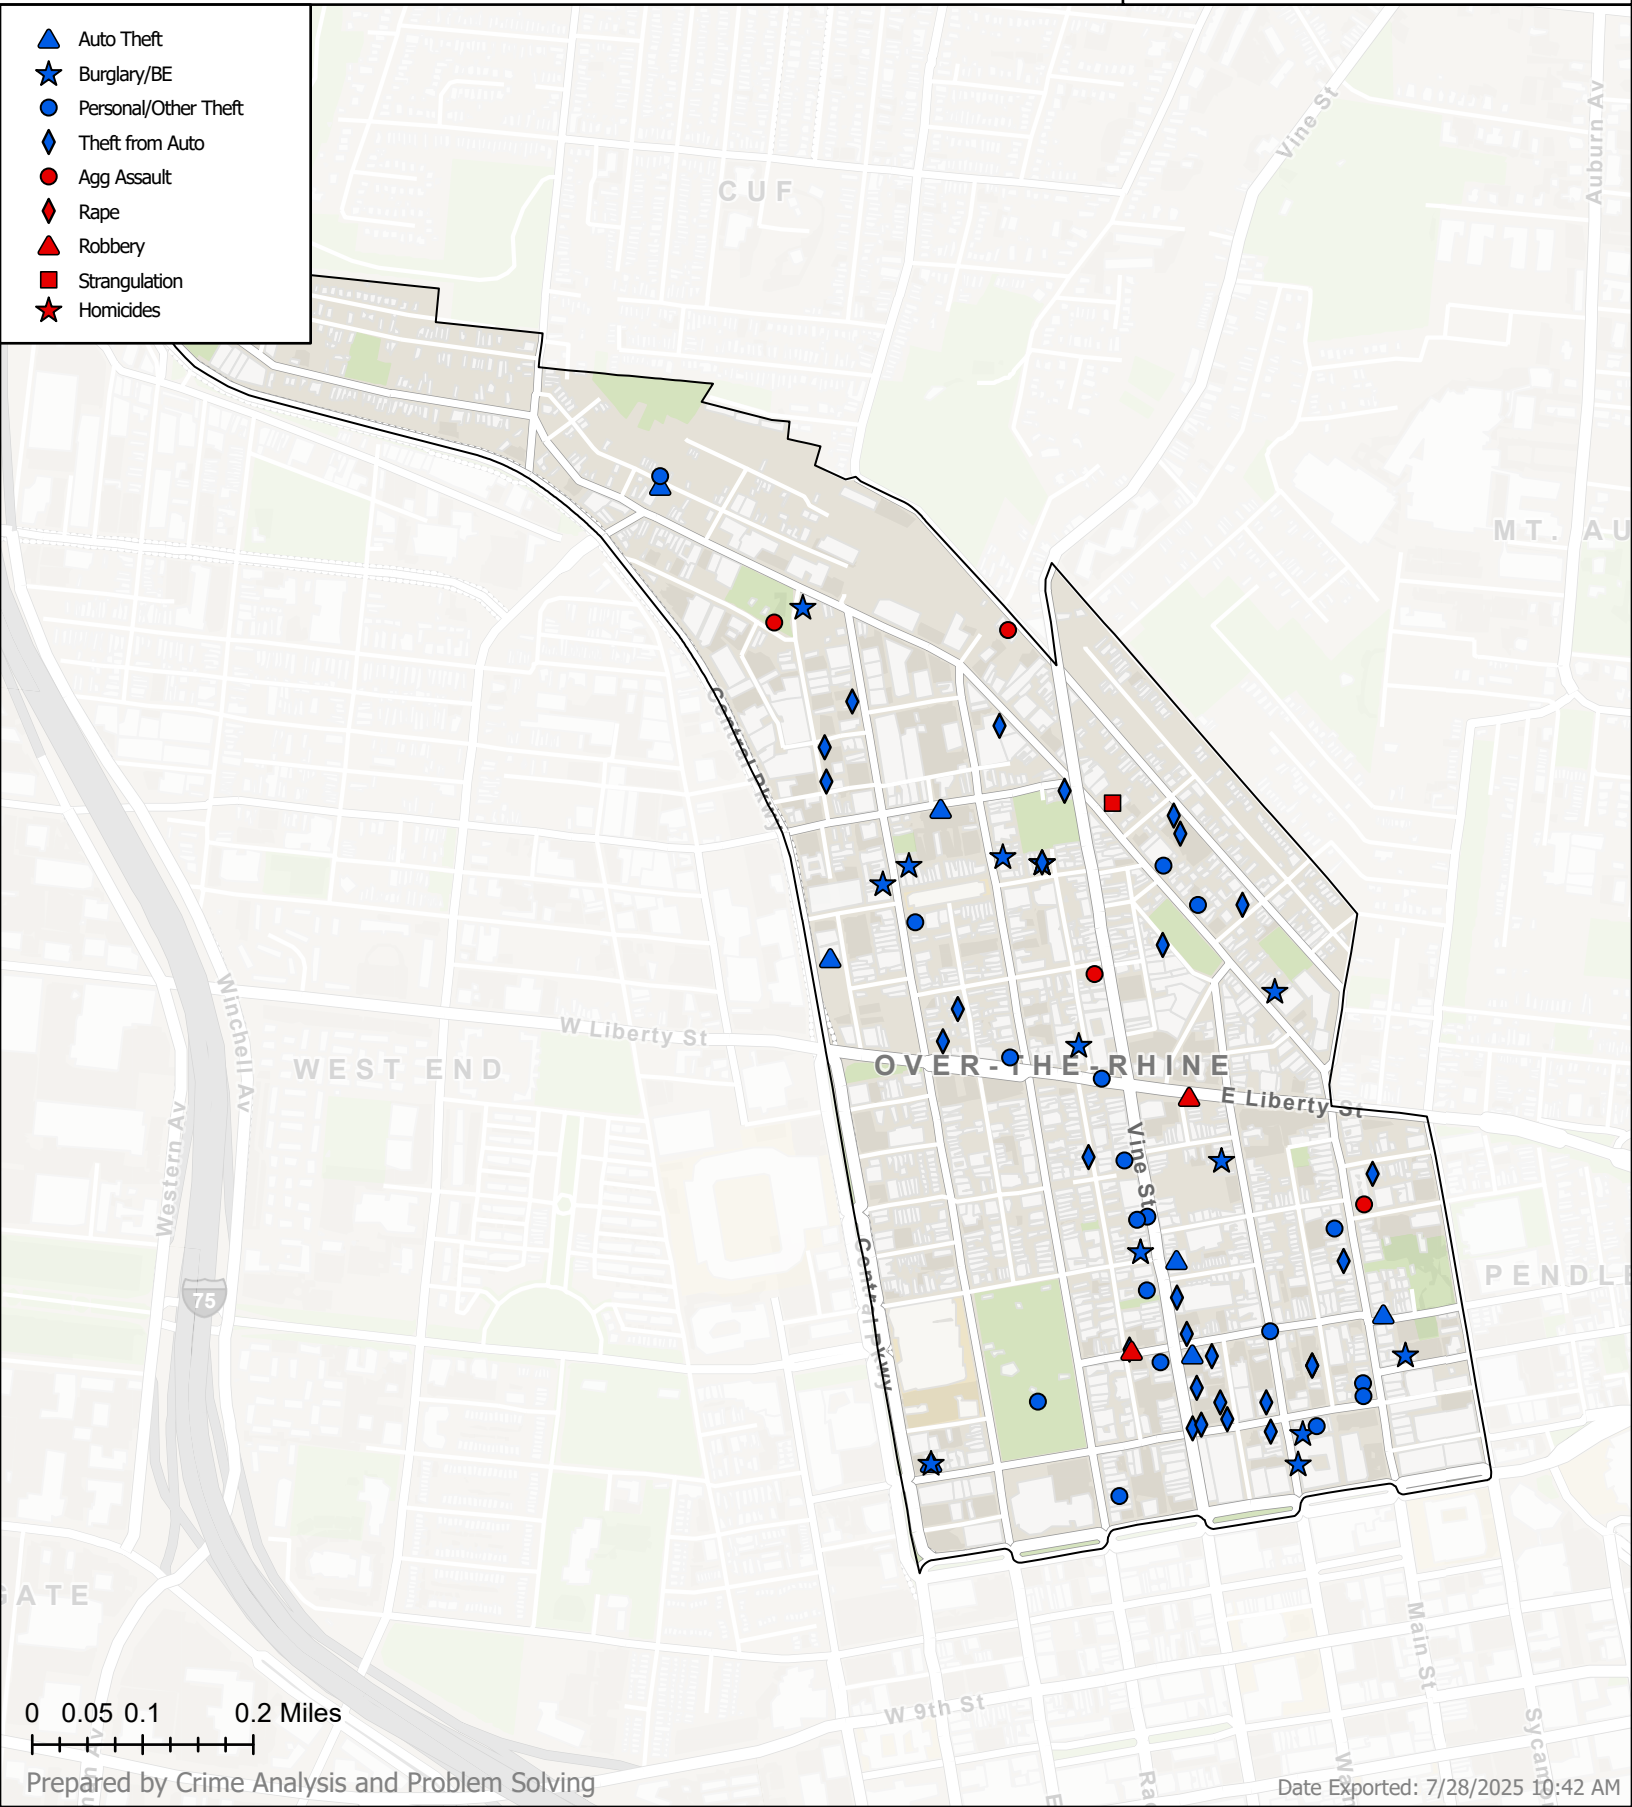 Auto Theft
Burglary/BE
Personal/Other Theft
Theft from Auto
Agg Assault
Rape
Robbery
Strangulation
Homicides
CUF
Vine St
Auburn Av
MT. AU
Central Pkwy
Winchell Av
W Liberty St
WEST END
OVER-THE-RHINE
E Liberty St
Western Av
Vine St
Central Pkwy
75
PENDLE
GATE
Main St
W 9th St
Sycamo
0 0.05 0.1 0.2 Miles
Prepared by Crime Analysis and Problem Solving
Date Exported: 7/28/2025 10:42 AM